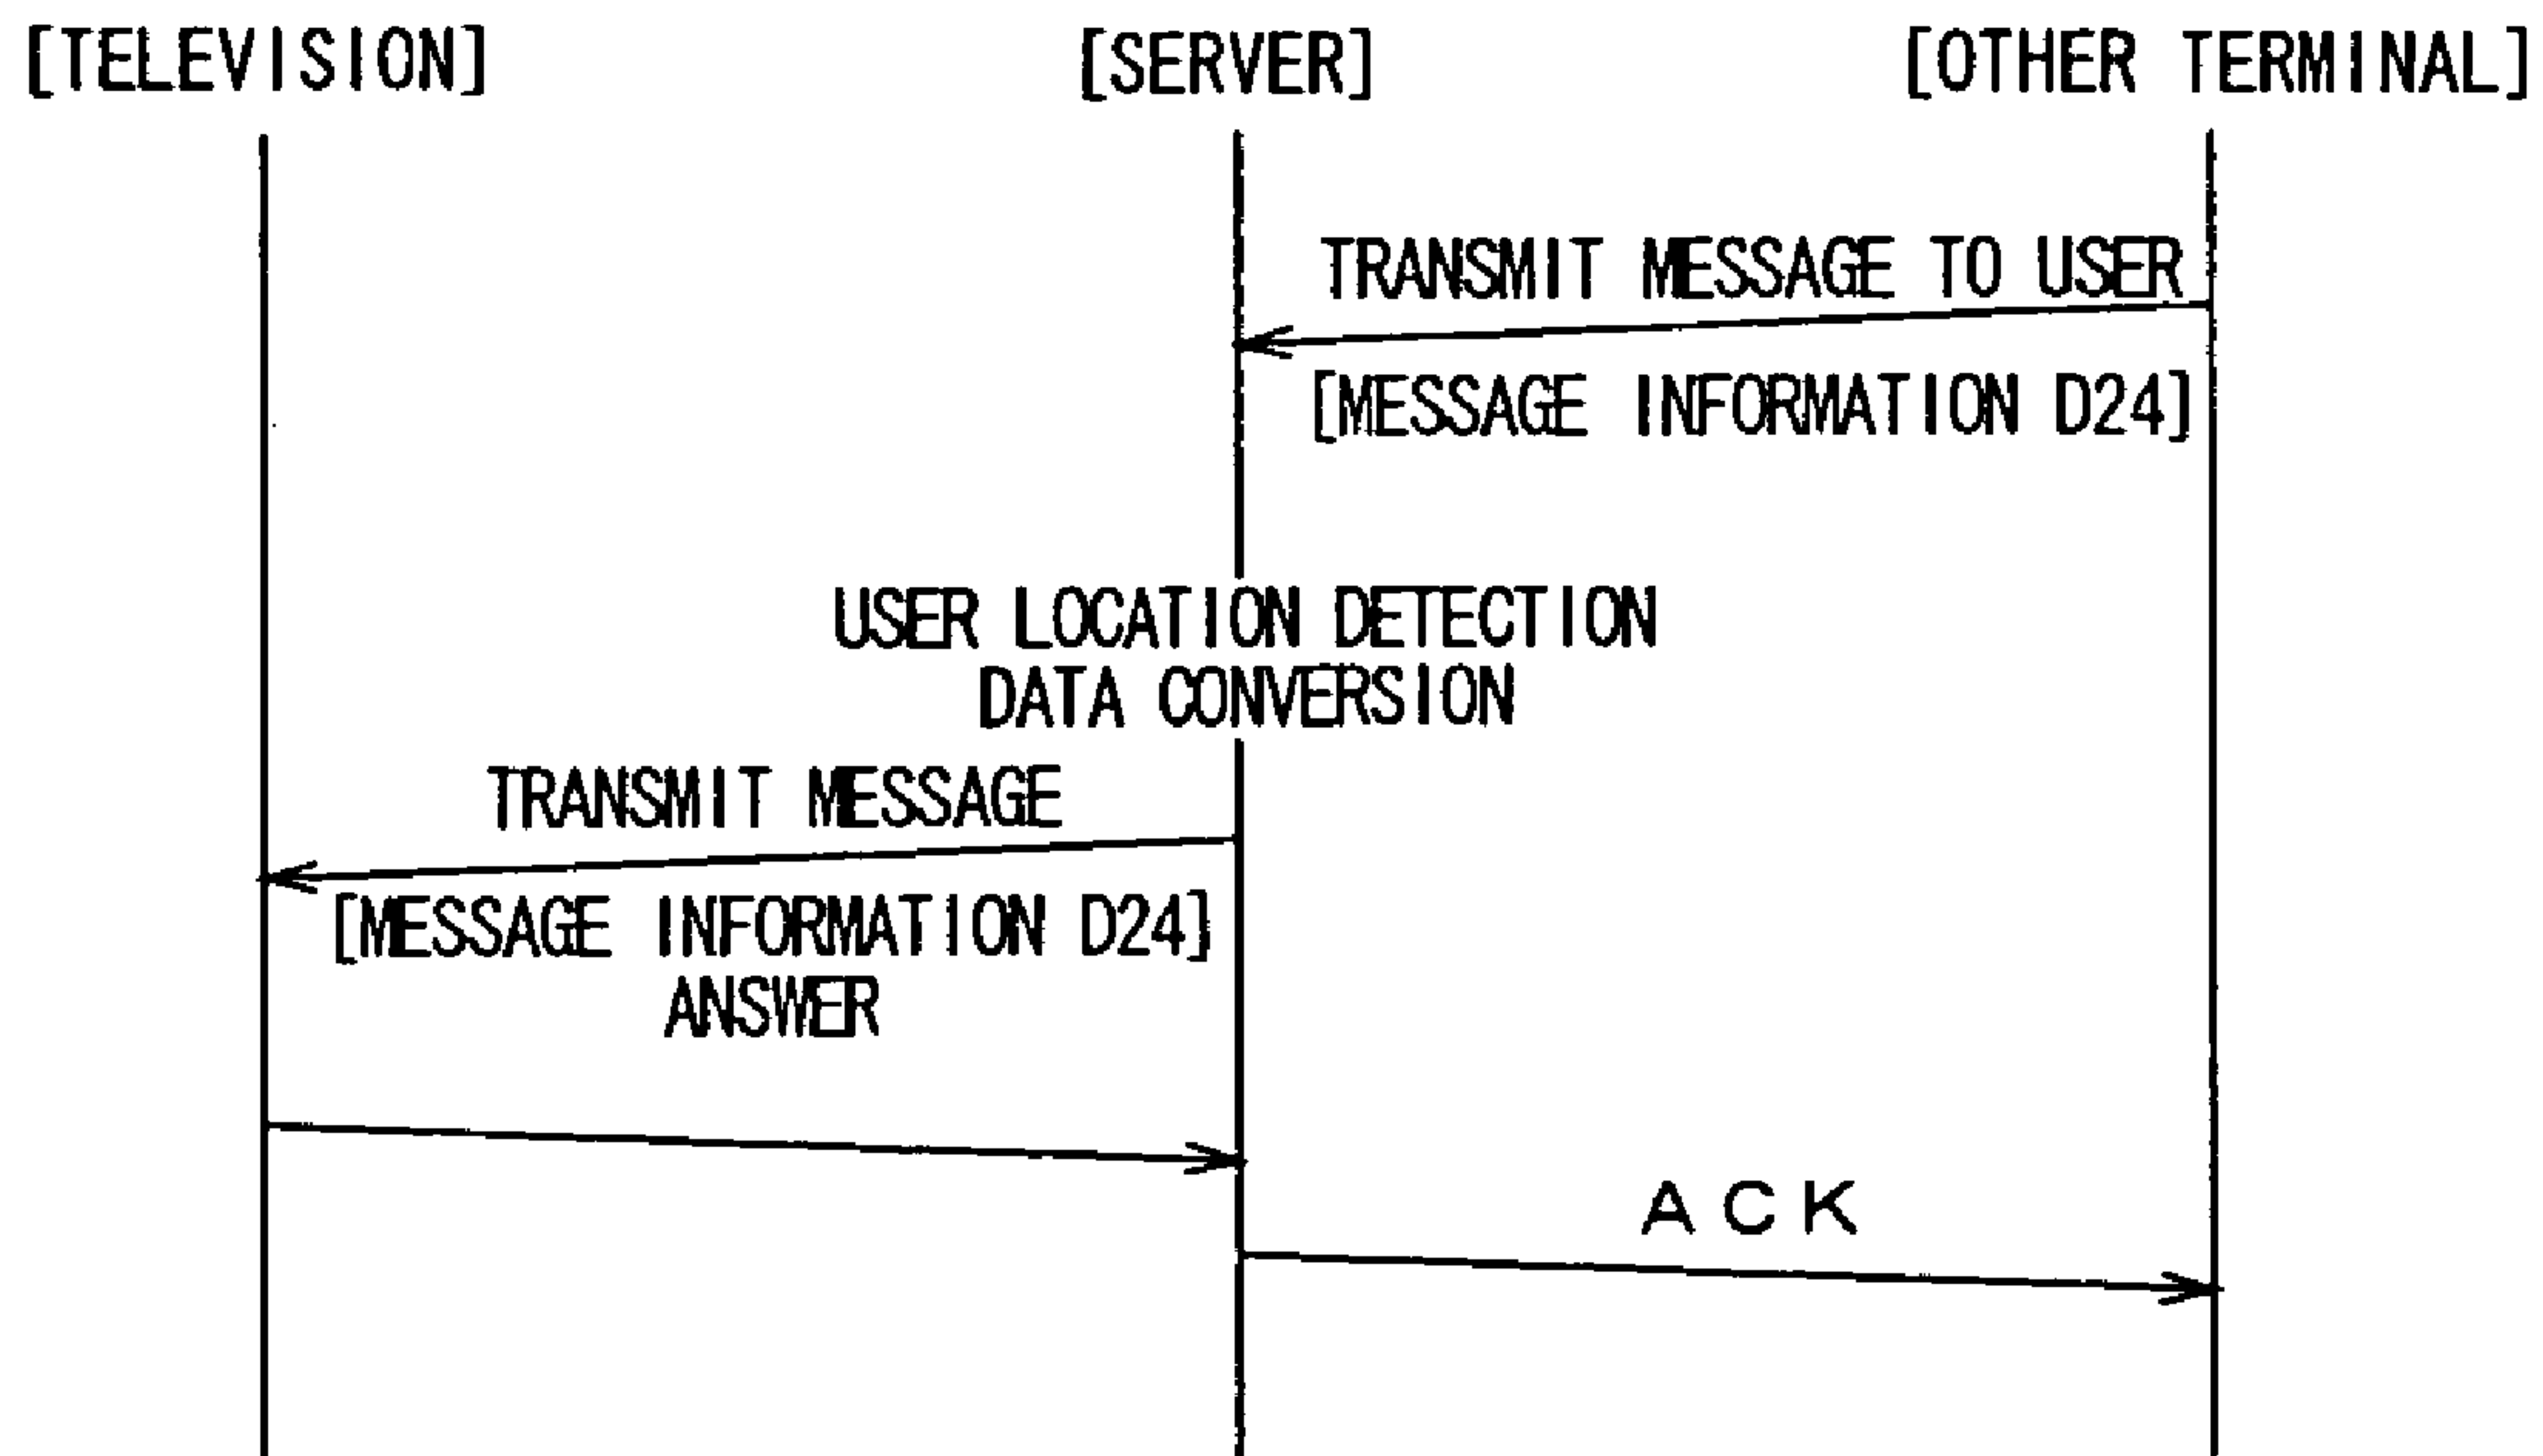 [TELEVISION] [SERVER] [OTHER TERMINAL]
TRANSMIT MESSAGE TO USER
[MESSAGE INFORMATION D24]
USER LOCATION DETECTION
DATA CONVERSION
TRANSMIT MESSAGE
[MESSAGE INFORMATION D24]
ANSWER
ACK